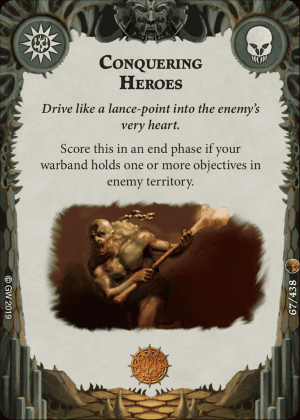 CONQUERING
HEROES
Drive like a lance-point into the enemy's
very heart.
Score this in an end phase if your
warband holds one or more objectives in
enemy territory.
© GW 2019
67/438